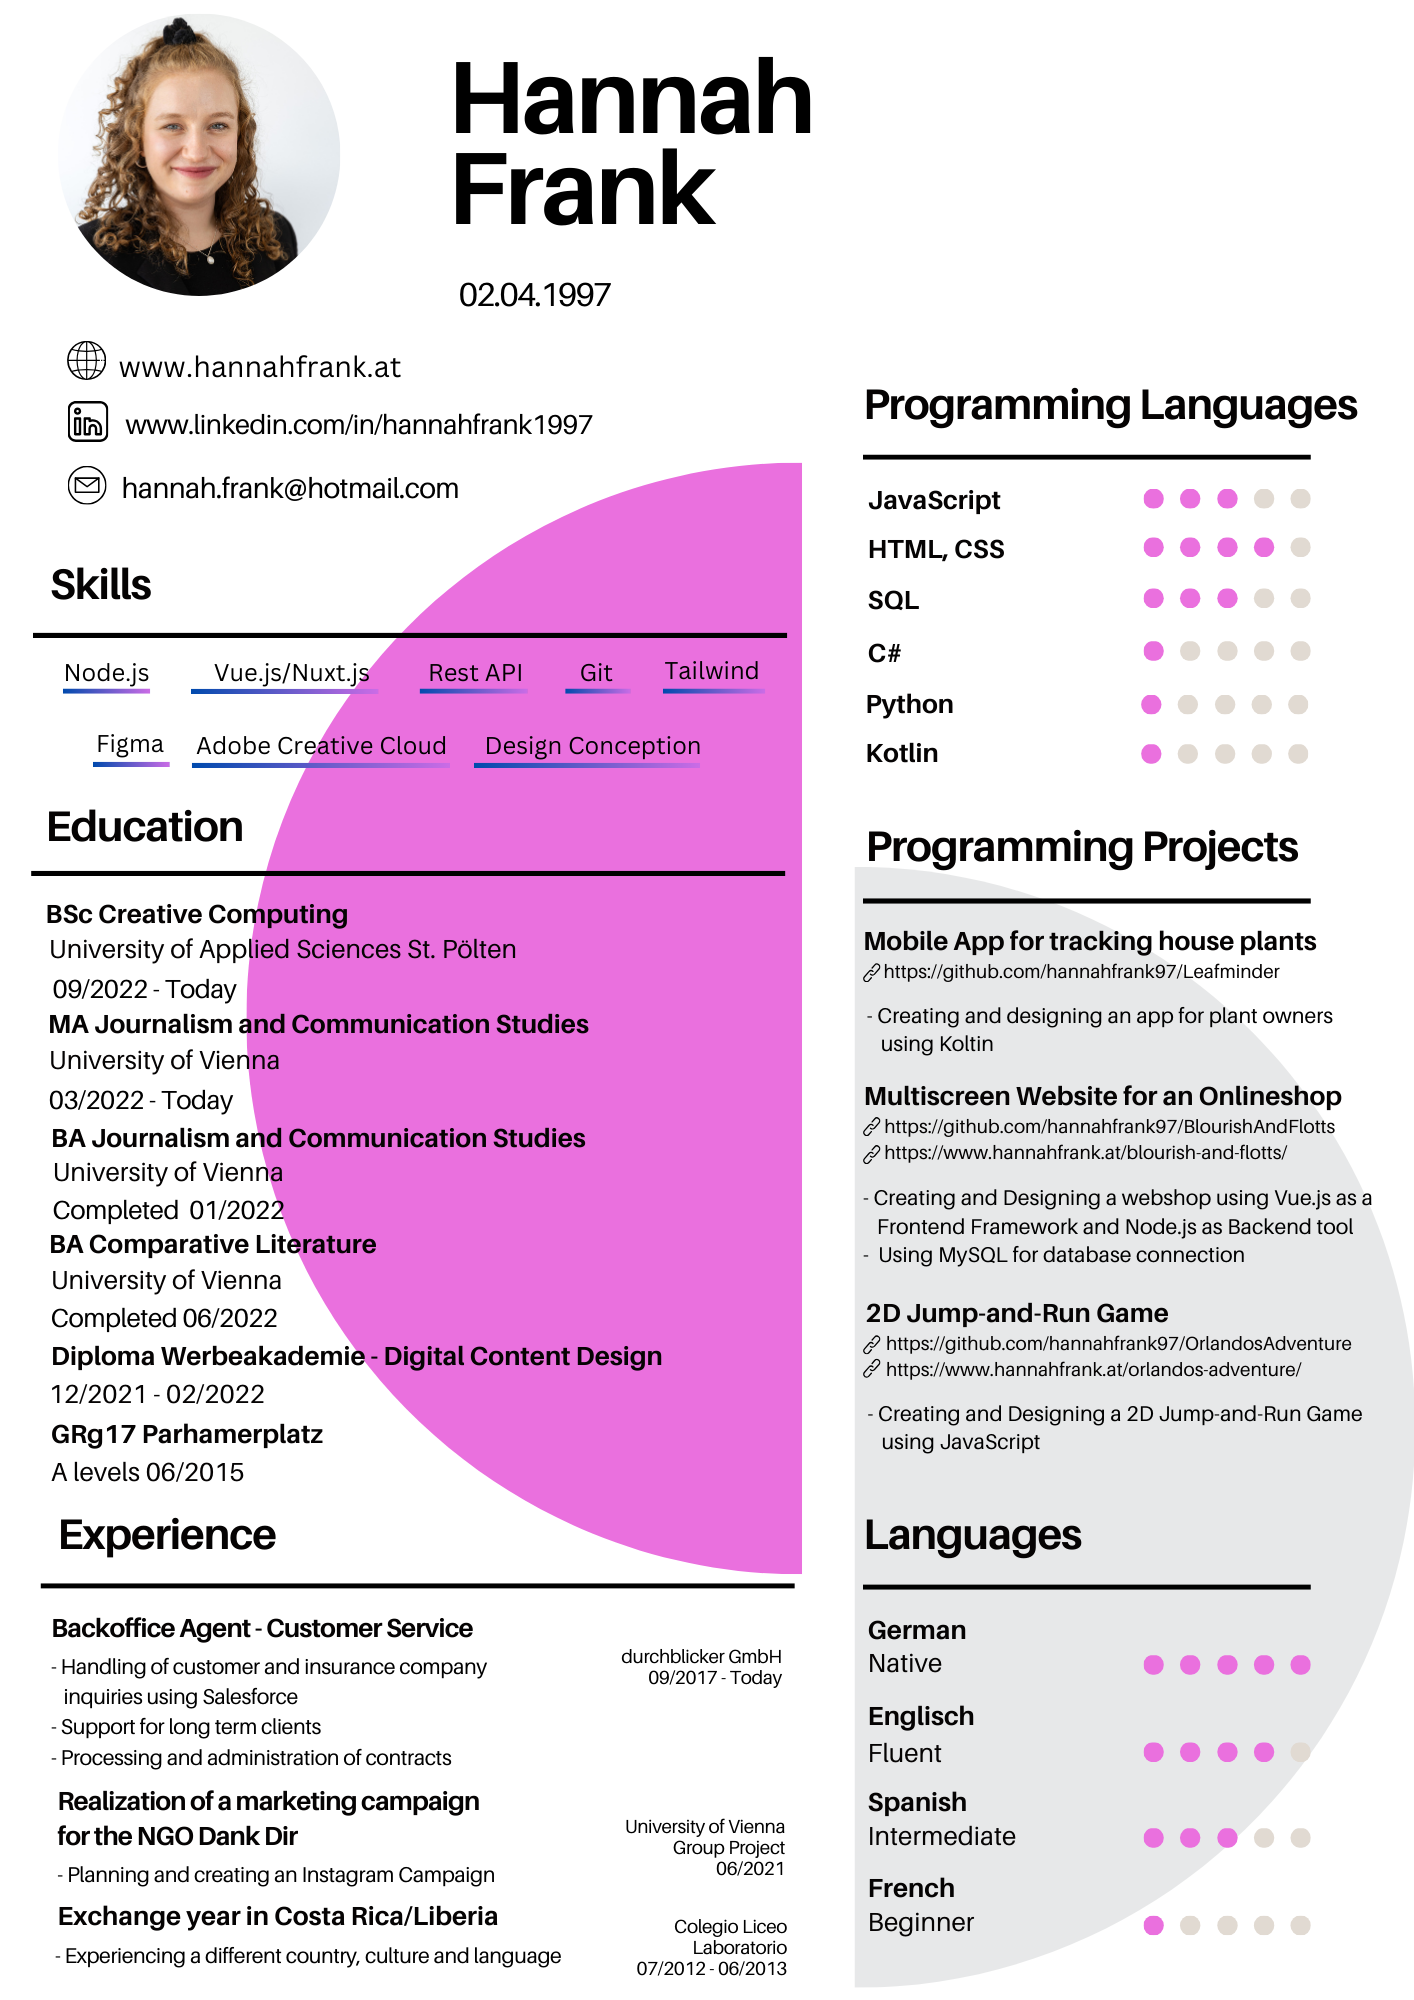 Hannah
Frank
02.04.1997
www.hannahfrank.at
www.linkedin.com/in/hannahfrank1997
hannah.frank@hotmail.com
Skills
Node.js Vue.js/Nuxt.js Rest API Git Tailwind
Figma Adobe Creative Cloud Design Conception
Education
BSc Creative Computing
University of Applied Sciences St. Pölten
09/2022 - Today
MA Journalism and Communication Studies
University of Vienna
03/2022 - Today
BA Journalism and Communication Studies
University of Vienna
Completed 01/2022
BA Comparative Literature
University of Vienna
Completed 06/2022
Diploma Werbeakademie - Digital Content Design
12/2021 - 02/2022
GRg17 Parhamerplatz
A levels 06/2015
Experience
Backoffice Agent - Customer Service
durchblicker GmbH
09/2017 - Today
- Handling of customer and insurance company
inquiries using Salesforce
- Support for long term clients
- Processing and administration of contracts
Realization of a marketing campaign
for the NGO Dank Dir
University of Vienna
Group Project
06/2021
- Planning and creating an Instagram Campaign
Exchange year in Costa Rica/Liberia
Colegio Liceo
Laboratorio
07/2012 - 06/2013
- Experiencing a different country, culture and language
Programming Languages
JavaScript
HTML, CSS
SQL
C#
Python
Kotlin
Programming Projects
Mobile App for tracking house plants
https://github.com/hannahfrank97/Leafminder
- Creating and designing an app for plant owners
using Koltin
Multiscreen Website for an Onlineshop
https://github.com/hannahfrank97/BlourishAndFlotts
https://www.hannahfrank.at/blourish-and-flotts/
- Creating and Designing a webshop using Vue.js as a
Frontend Framework and Node.js as Backend tool
- Using MySQL for database connection
2D Jump-and-Run Game
https://github.com/hannahfrank97/OrlandosAdventure
https://www.hannahfrank.at/orlandos-adventure/
- Creating and Designing a 2D Jump-and-Run Game
using JavaScript
Languages
German
Native
Englisch
Fluent
Spanish
Intermediate
French
Beginner